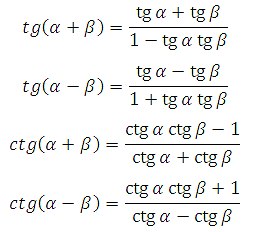 tg(α + β) = (tg α + tg β) / (1 − tg α tg β)
tg(α − β) = (tg α − tg β) / (1 + tg α tg β)
ctg(α + β) = (ctg α ctg β − 1) / (ctg α + ctg β)
ctg(α − β) = (ctg α ctg β + 1) / (ctg α − ctg β)